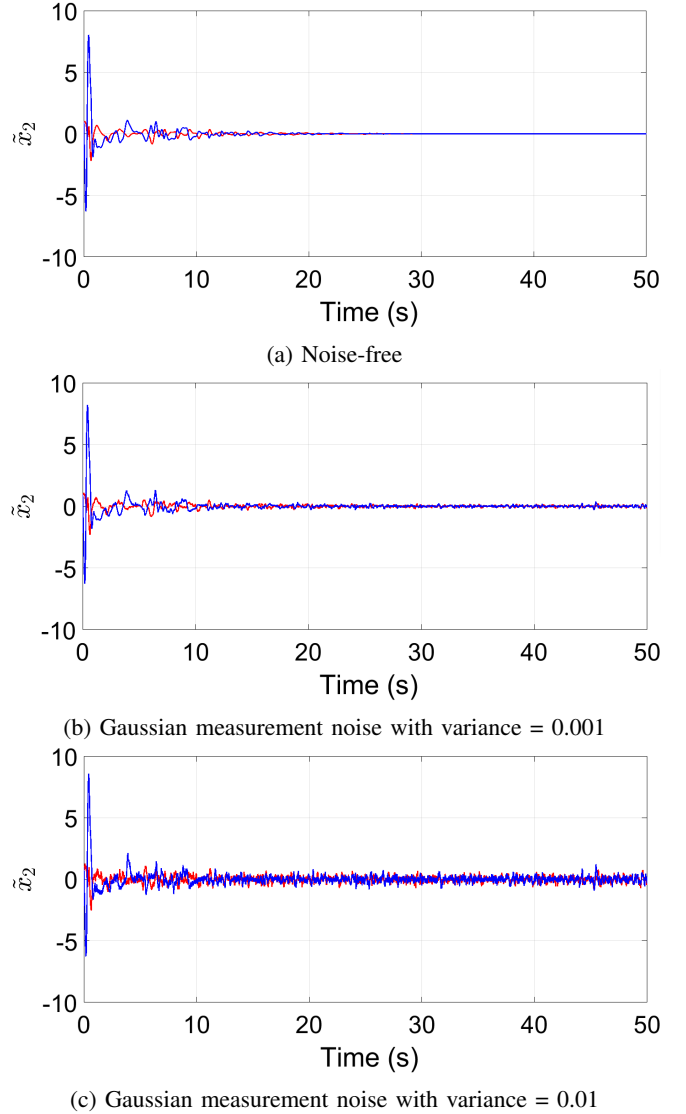 10
5
0
-5
-10
x̃₂
0 10 20 30 40 50
Time (s)
(a) Noise-free
10
5
0
-5
-10
x̃₂
0 10 20 30 40 50
Time (s)
(b) Gaussian measurement noise with variance = 0.001
10
5
0
-5
-10
x̃₂
0 10 20 30 40 50
Time (s)
(c) Gaussian measurement noise with variance = 0.01